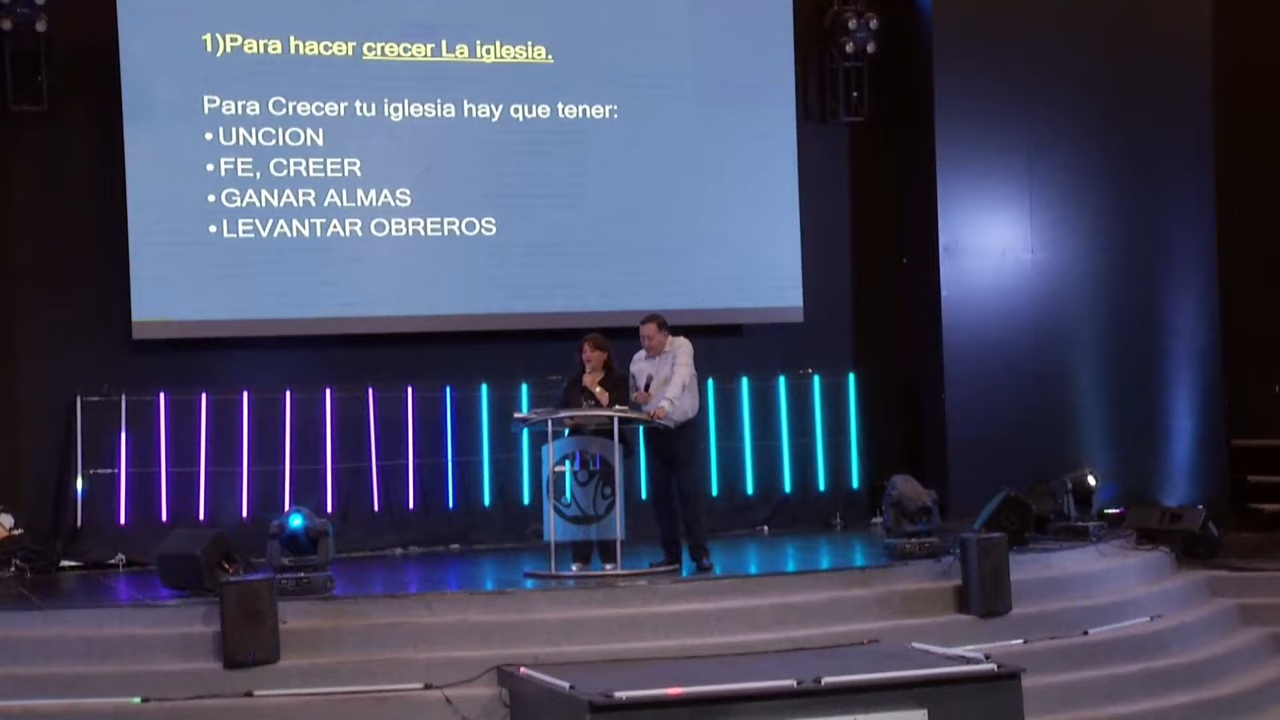 1)Para hacer crecer La iglesia.
Para Crecer tu iglesia hay que tener:
•UNCION
•FE, CREER
•GANAR ALMAS
•LEVANTAR OBREROS